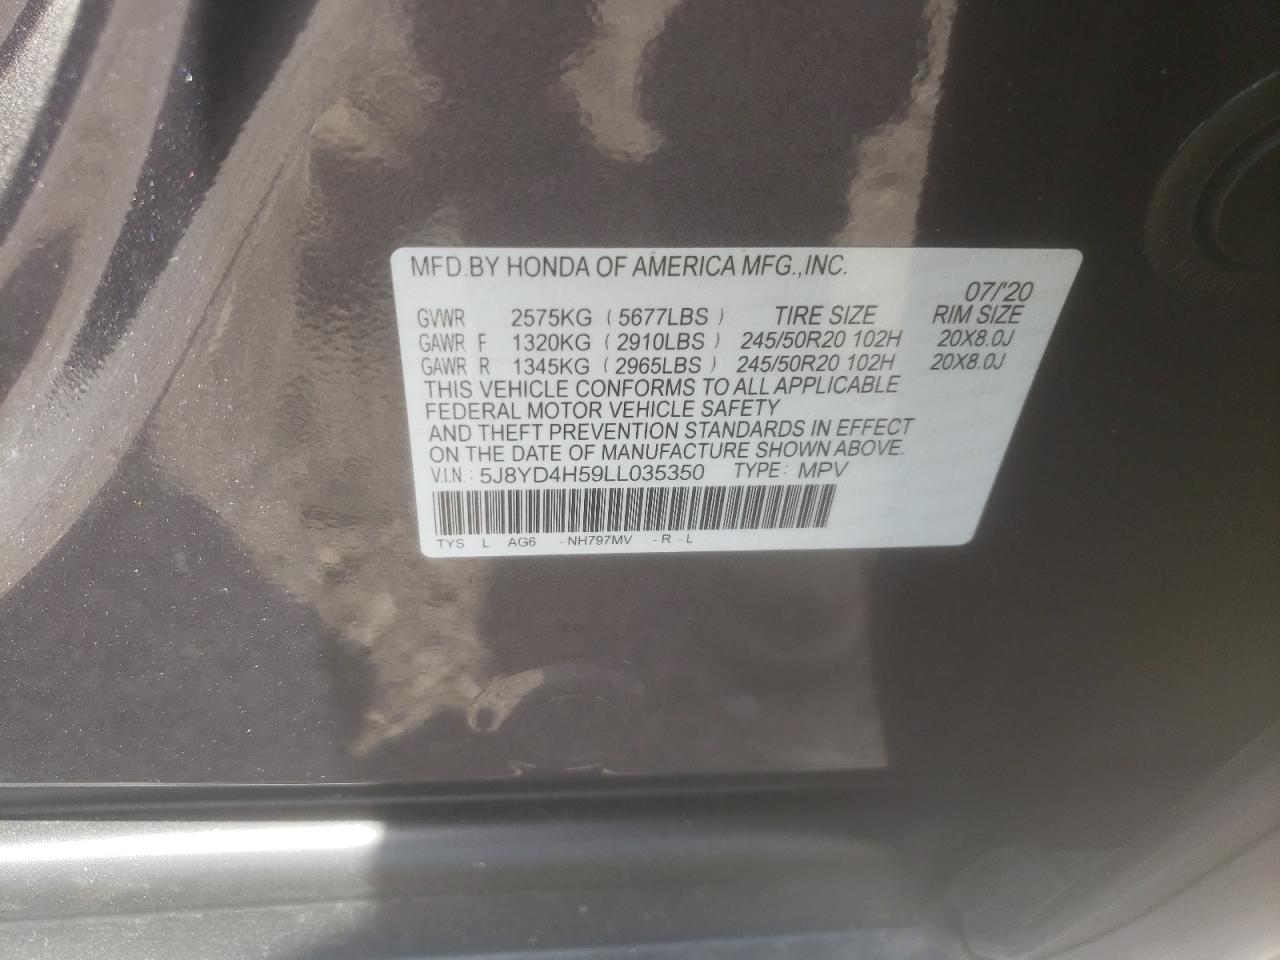 MFD.BY HONDA OF AMERICA MFG.,INC.
07/'20
GVWR 2575KG ( 5677LBS ) TIRE SIZE RIM SIZE
GAWR F 1320KG ( 2910LBS ) 245/50R20 102H 20X8.0J
GAWR R 1345KG ( 2965LBS ) 245/50R20 102H 20X8.0J
THIS VEHICLE CONFORMS TO ALL APPLICABLE
FEDERAL MOTOR VEHICLE SAFETY
AND THEFT PREVENTION STANDARDS IN EFFECT
ON THE DATE OF MANUFACTURE SHOWN ABOVE.
V.I.N.: 5J8YD4H59LL035350 TYPE: MPV
TYS L AG6 -NH797MV -R -L